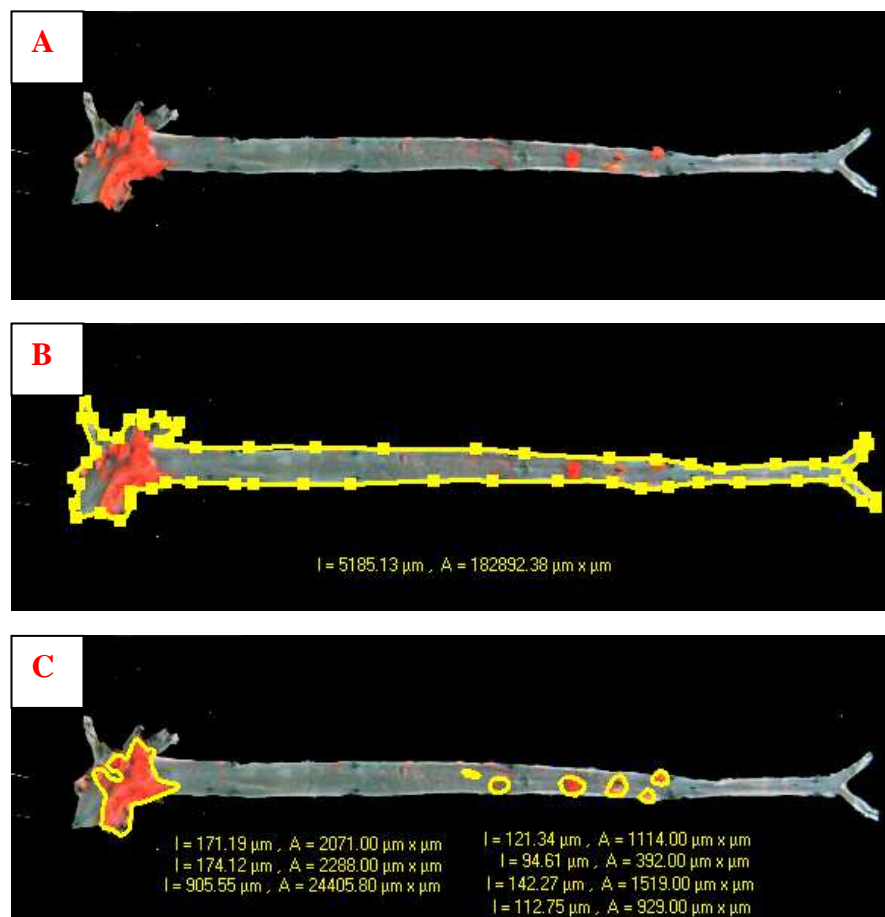 A
B
l = 5185.13 µm , A = 182892.38 µm x µm
C
l = 171.19 µm , A = 2071.00 µm x µm
l = 174.12 µm , A = 2288.00 µm x µm
l = 905.55 µm , A = 24405.80 µm x µm
l = 121.34 µm , A = 1114.00 µm x µm
l = 94.61 µm , A = 392.00 µm x µm
l = 142.27 µm , A = 1519.00 µm x µm
l = 112.75 µm , A = 929.00 µm x µm